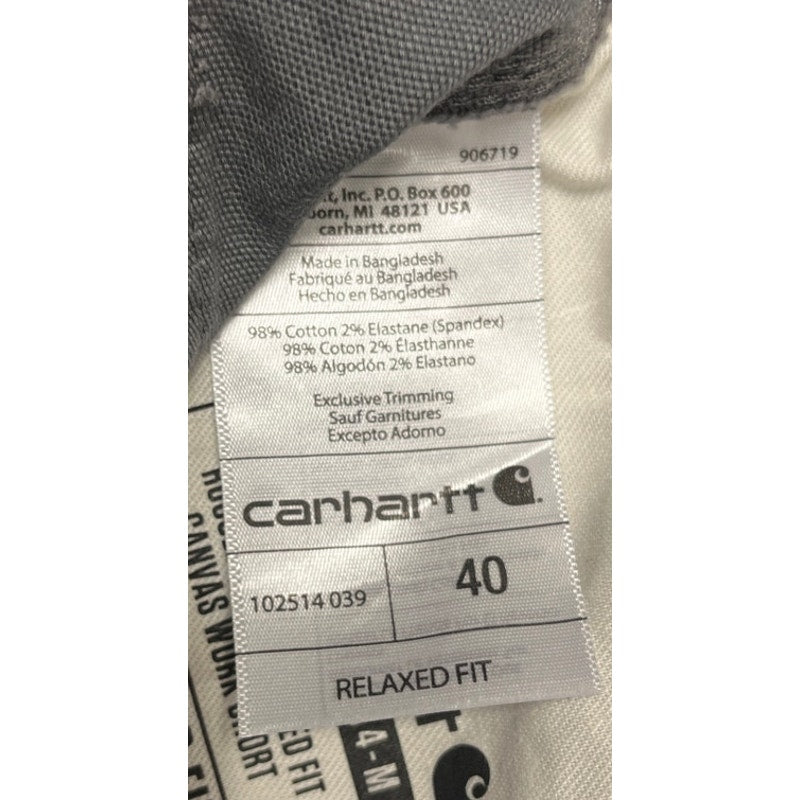 906719
Inc. P.O. Box 600
MI 48121 USA
carhartt.com
Made in Bangladesh
Fabriqué au Bangladesh
Hecho en Bangladesh
98% Cotton 2% Elastane (Spandex)
98% Coton 2% Élasthanne
98% Algodón 2% Elastano
Exclusive Trimming
Sauf Garnitures
Excepto Adorno
carhartt
102514 039
40
RELAXED FIT
CANVAS WORK
FIT
4-M